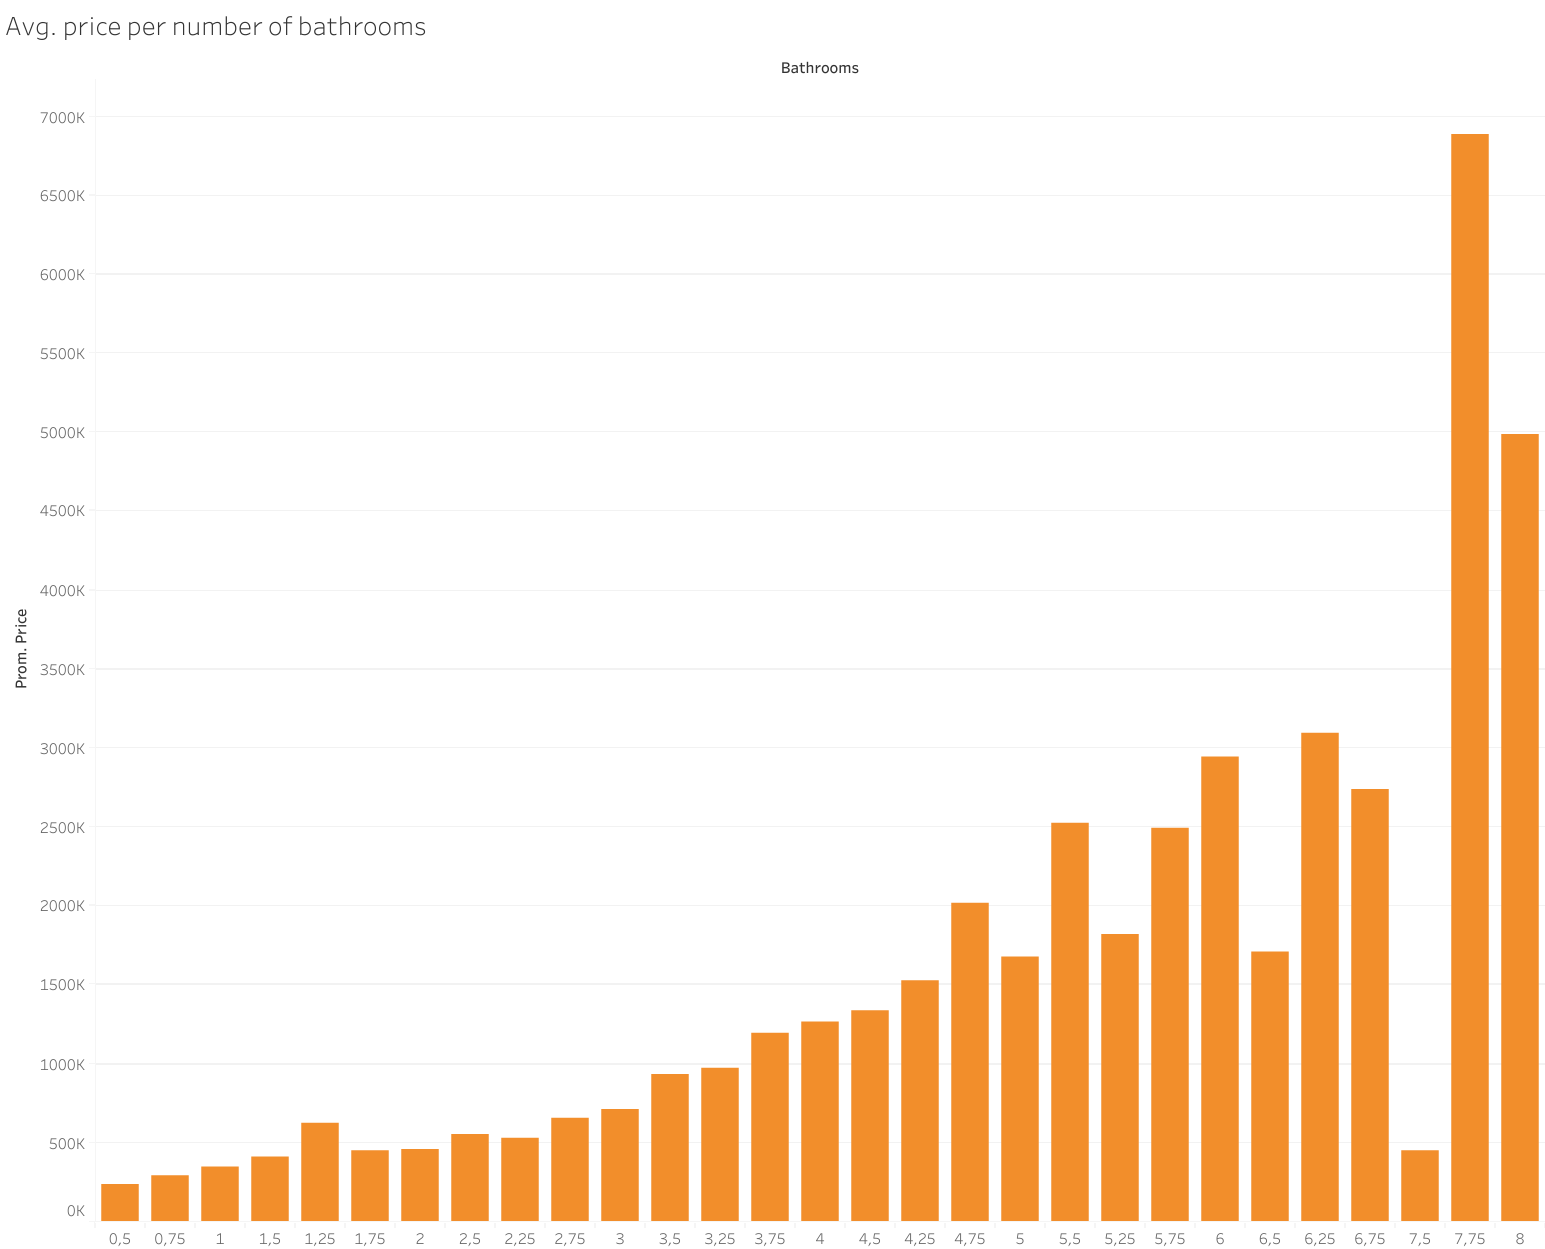 Avg. price per number of bathrooms
Bathrooms
7000K
6500K
6000K
5500K
5000K
4500K
4000K
3500K
3000K
2500K
2000K
1500K
1000K
500K
0K
Prom. Price
0,5 0,75 1 1,5 1,25 1,75 2 2,5 2,25 2,75 3 3,5 3,25 3,75 4 4,5 4,25 4,75 5 5,5 5,25 5,75 6 6,5 6,25 6,75 7,5 7,75 8